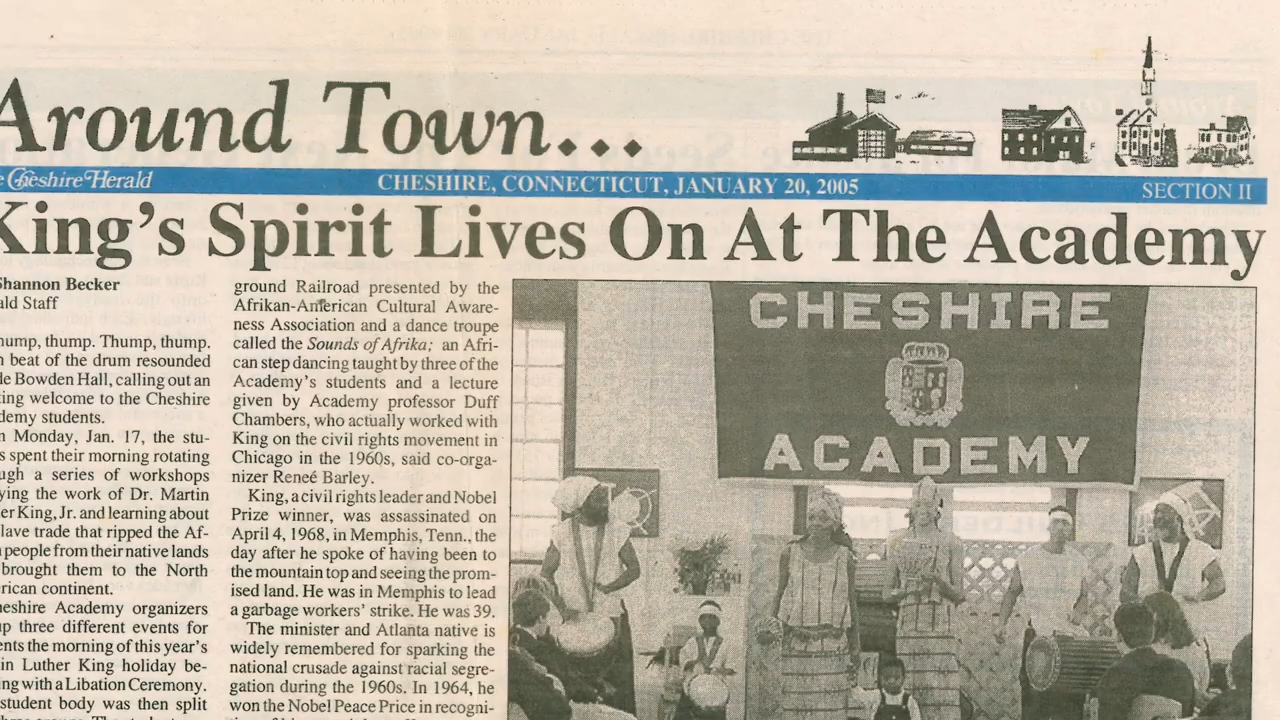 Around Town...
Cheshire Herald
CHESHIRE, CONNECTICUT, JANUARY 20, 2005
SECTION II
King's Spirit Lives On At The Academy
Shannon Becker
ald Staff
hump, thump. Thump, thump.
beat of the drum resounded
de Bowden Hall, calling out an
ing welcome to the Cheshire
demy students.
n Monday, Jan. 17, the stu-
s spent their morning rotating
ugh a series of workshops
ying the work of Dr. Martin
er King, Jr. and learning about
lave trade that ripped the Af-
people from their native lands
brought them to the North
rican continent.
heshire Academy organizers
up three different events for
ents the morning of this year's
in Luther King holiday be-
ng with a Libation Ceremony.
student body was then split
ground Railroad presented by the
Afrikan-American Cultural Aware-
ness Association and a dance troupe
called the Sounds of Afrika; an Afri-
can step dancing taught by three of the
Academy's students and a lecture
given by Academy professor Duff
Chambers, who actually worked with
King on the civil rights movement in
Chicago in the 1960s, said co-orga-
nizer Reneé Barley.
King, a civil rights leader and Nobel
Prize winner, was assassinated on
April 4, 1968, in Memphis, Tenn., the
day after he spoke of having been to
the mountain top and seeing the prom-
ised land. He was in Memphis to lead
a garbage workers' strike. He was 39.
The minister and Atlanta native is
widely remembered for sparking the
national crusade against racial segre-
gation during the 1960s. In 1964, he
won the Nobel Peace Price in recogni-
CHESHIRE
ACADEMY